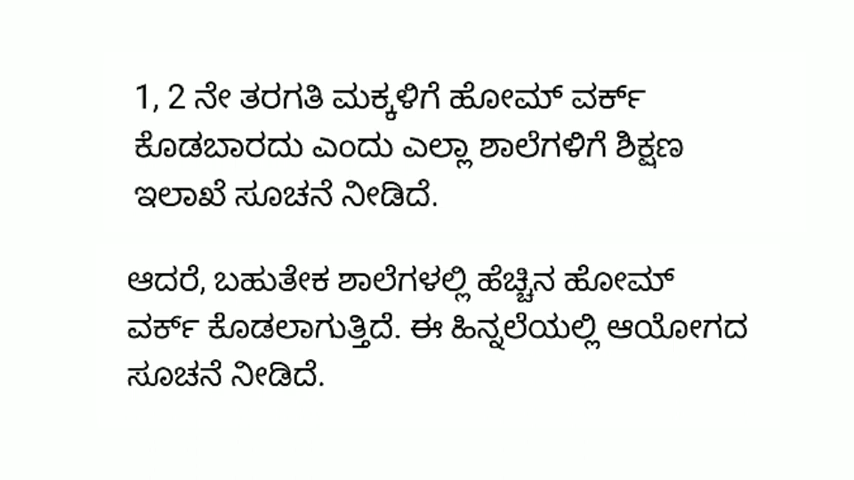 1, 2 ನೇ ತರಗತಿ ಮಕ್ಕಳಿಗೆ ಹೋಮ್ ವರ್ಕ್
ಕೊಡಬಾರದು ಎಂದು ಎಲ್ಲಾ ಶಾಲೆಗಳಿಗೆ ಶಿಕ್ಷಣ
ಇಲಾಖೆ ಸೂಚನೆ ನೀಡಿದೆ.
ಆದರೆ, ಬಹುತೇಕ ಶಾಲೆಗಳಲ್ಲಿ ಹೆಚ್ಚಿನ ಹೋಮ್
ವರ್ಕ್ ಕೊಡಲಾಗುತ್ತಿದೆ. ಈ ಹಿನ್ನಲೆಯಲ್ಲಿ ಆಯೋಗದ
ಸೂಚನೆ ನೀಡಿದೆ.